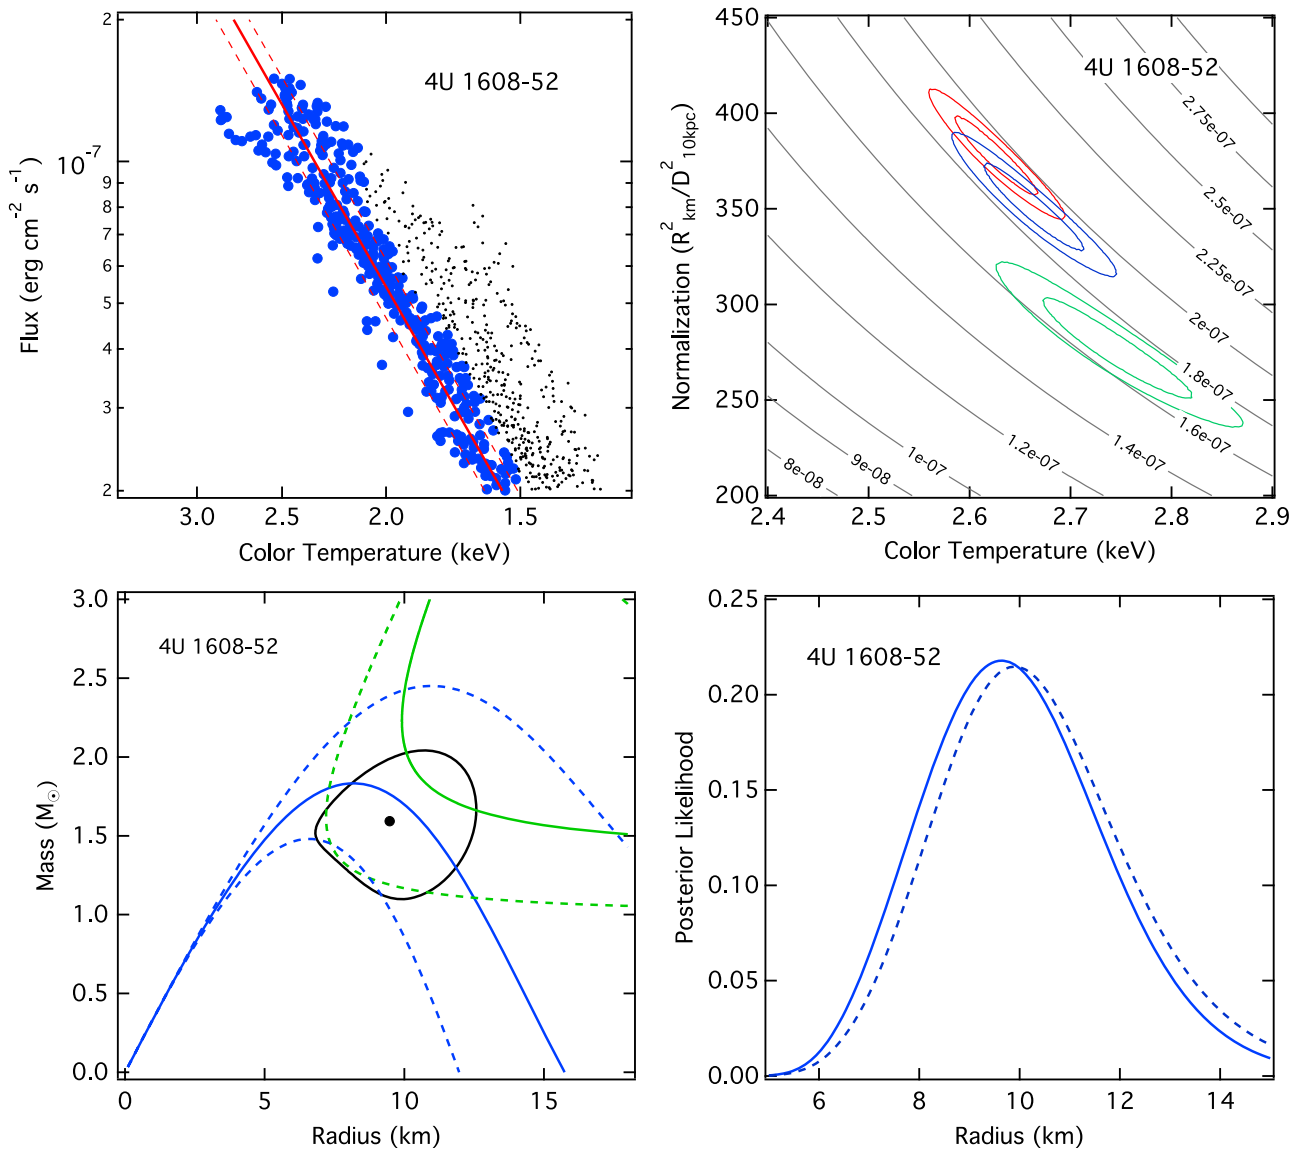 4U 1608-52
Flux (erg cm⁻² s⁻¹)
2
10⁻⁷
9
8
7
6
5
4
3
2
3.0 2.5 2.0 1.5
Color Temperature (keV)
4U 1608-52
Normalization (R²km/D²10kpc)
450
400
350
300
250
200
2.75e-07
2.5e-07
2.25e-07
2e-07
1.8e-07
1.6e-07
1.4e-07
1.2e-07
1e-07
9e-08
8e-08
2.4 2.5 2.6 2.7 2.8 2.9
Color Temperature (keV)
4U 1608-52
Mass (M☉)
3.0
2.5
2.0
1.5
1.0
0.5
0.0
0 5 10 15
Radius (km)
4U 1608-52
Posterior Likelihood
0.25
0.20
0.15
0.10
0.05
0.00
6 8 10 12 14
Radius (km)